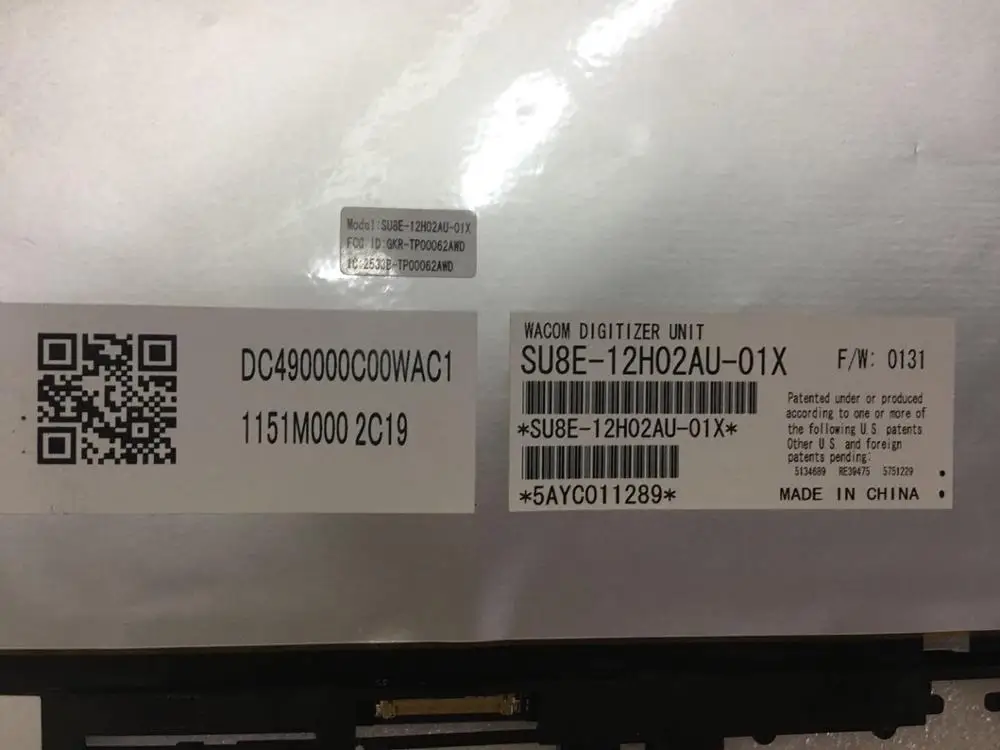 Model:SU8E-12H02AU-01X
FCC ID:GKR-TP00062AWD
IC:2533B-TP00062AWD
DC490000C00WAC1
1151M000 2C19
WACOM DIGITIZER UNIT
SU8E-12H02AU-01X F/W: 0131
*SU8E-12H02AU-01X*
*5AYC011289*
Patented under or produced
according to one or more of
the following U.S. patents
Other U.S. and foreign
patents pending:
5134689 RE39475 5751229
MADE IN CHINA